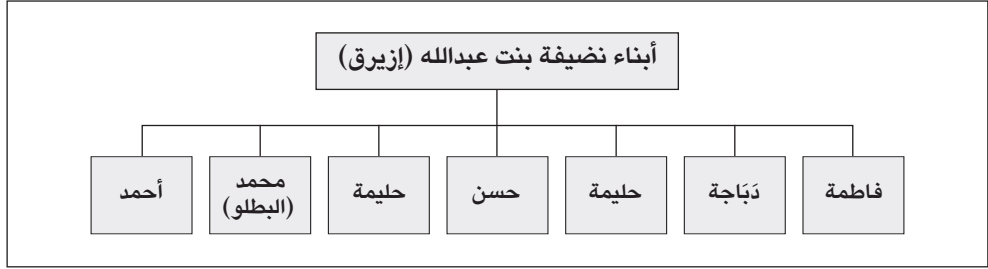 أبناء نضيفة بنت عبدالله (إزيرق)
فاطمة
دَبَاجة
حليمة
حسن
حليمة
محمد
(البطلو)
أحمد